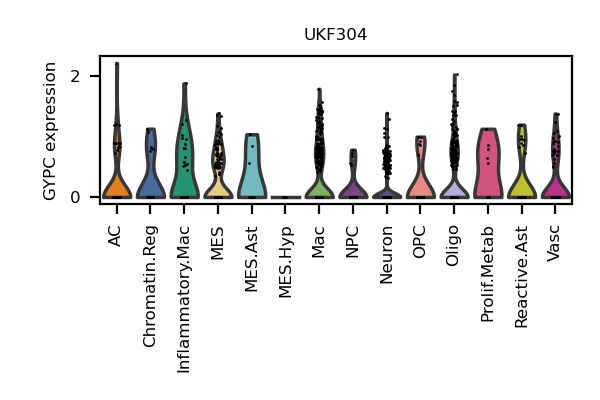 UKF304
GYPC expression
2
0
AC
Chromatin.Reg
Inflammatory.Mac
MES
MES.Ast
MES.Hyp
Mac
NPC
Neuron
OPC
Oligo
Prolif.Metab
Reactive.Ast
Vasc